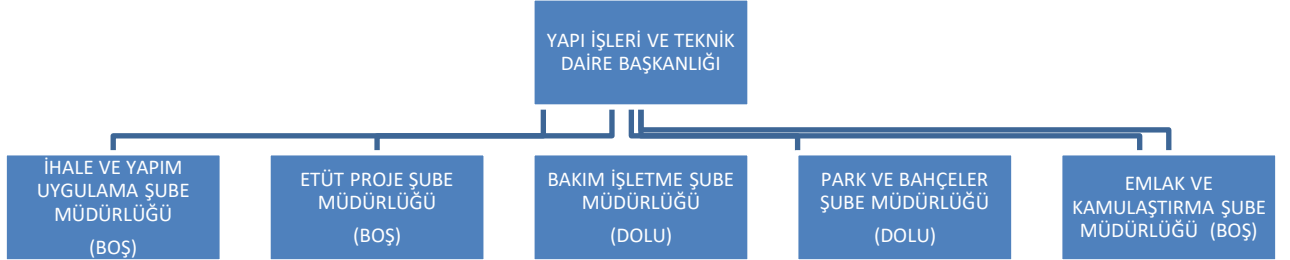 YAPI İŞLERİ VE TEKNİK
DAİRE BAŞKANLIĞI
İHALE VE YAPIM
UYGULAMA ŞUBE
MÜDÜRLÜĞÜ
(BOŞ)
ETÜT PROJE ŞUBE
MÜDÜRLÜĞÜ
(BOŞ)
BAKIM İŞLETME ŞUBE
MÜDÜRLÜĞÜ
(DOLU)
PARK VE BAHÇELER
ŞUBE MÜDÜRLÜĞÜ
(DOLU)
EMLAK VE
KAMULAŞTIRMA ŞUBE
MÜDÜRLÜĞÜ (BOŞ)